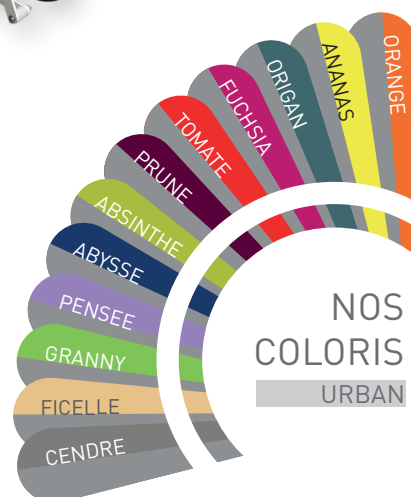 ORANGE
ANANAS
ORIGAN
FUCHSIA
TOMATE
PRUNE
ABSINTHE
ABYSSE
PENSEE
GRANNY
FICELLE
CENDRE
NOS
COLORIS
URBAN